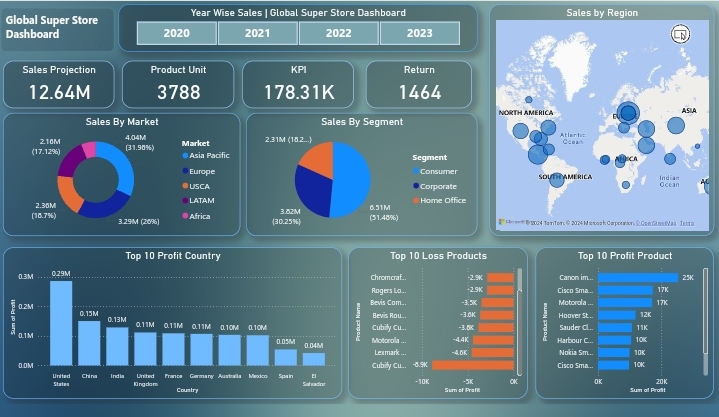 Global Super Store
Dashboard
Year Wise Sales | Global Super Store Dashboard
2020
2021
2022
2023
Sales Projection
12.64M
Product Unit
3788
KPI
178.31K
Return
1464
Sales By Market
4.04M
(31.98%)
3.29M (26%)
2.36M
(18.7%)
2.16M
(17.12%)
Market
Asia Pacific
Europe
USCA
LATAM
Africa
Sales By Segment
2.31M (18.2...)
6.51M
(51.48%)
3.82M
(30.25%)
Segment
Consumer
Corporate
Home Office
Sales by Region
NORTH AMERICA
ASIA
Atlantic
Ocean
AFRICA
SOUTH AMERICA
Indian
Ocean
© 2024 TomTom, © 2024 Microsoft Corporation, © OpenStreetMap Terms
Top 10 Profit Country
Sum of Profit
0.3M
0.2M
0.1M
0.0M
0.29M
0.15M
0.13M
0.11M
0.11M
0.11M
0.10M
0.10M
0.05M
0.04M
United
States
China
India
United
Kingdom
France
Germany
Australia
Mexico
Spain
El
Salvador
Country
Top 10 Loss Products
Product Name
Chromcraf... -2.9K
Rogers Lo... -2.9K
Bevis Com... -3.5K
Bevis Rou... -3.6K
Cubify Cu... -3.8K
Motorola ... -4.4K
Lexmark ... -4.6K
Cubify Cu... -8.9K
-10K
-5K
0K
Sum of Profit
Top 10 Profit Product
Product Name
Canon im... 25K
Cisco Sma... 17K
Motorola ... 17K
Hoover St... 12K
Sauder Cl... 11K
Harbour C... 10K
Nokia Sm... 10K
Cisco Sma... 10K
0K
20K
Sum of Profit